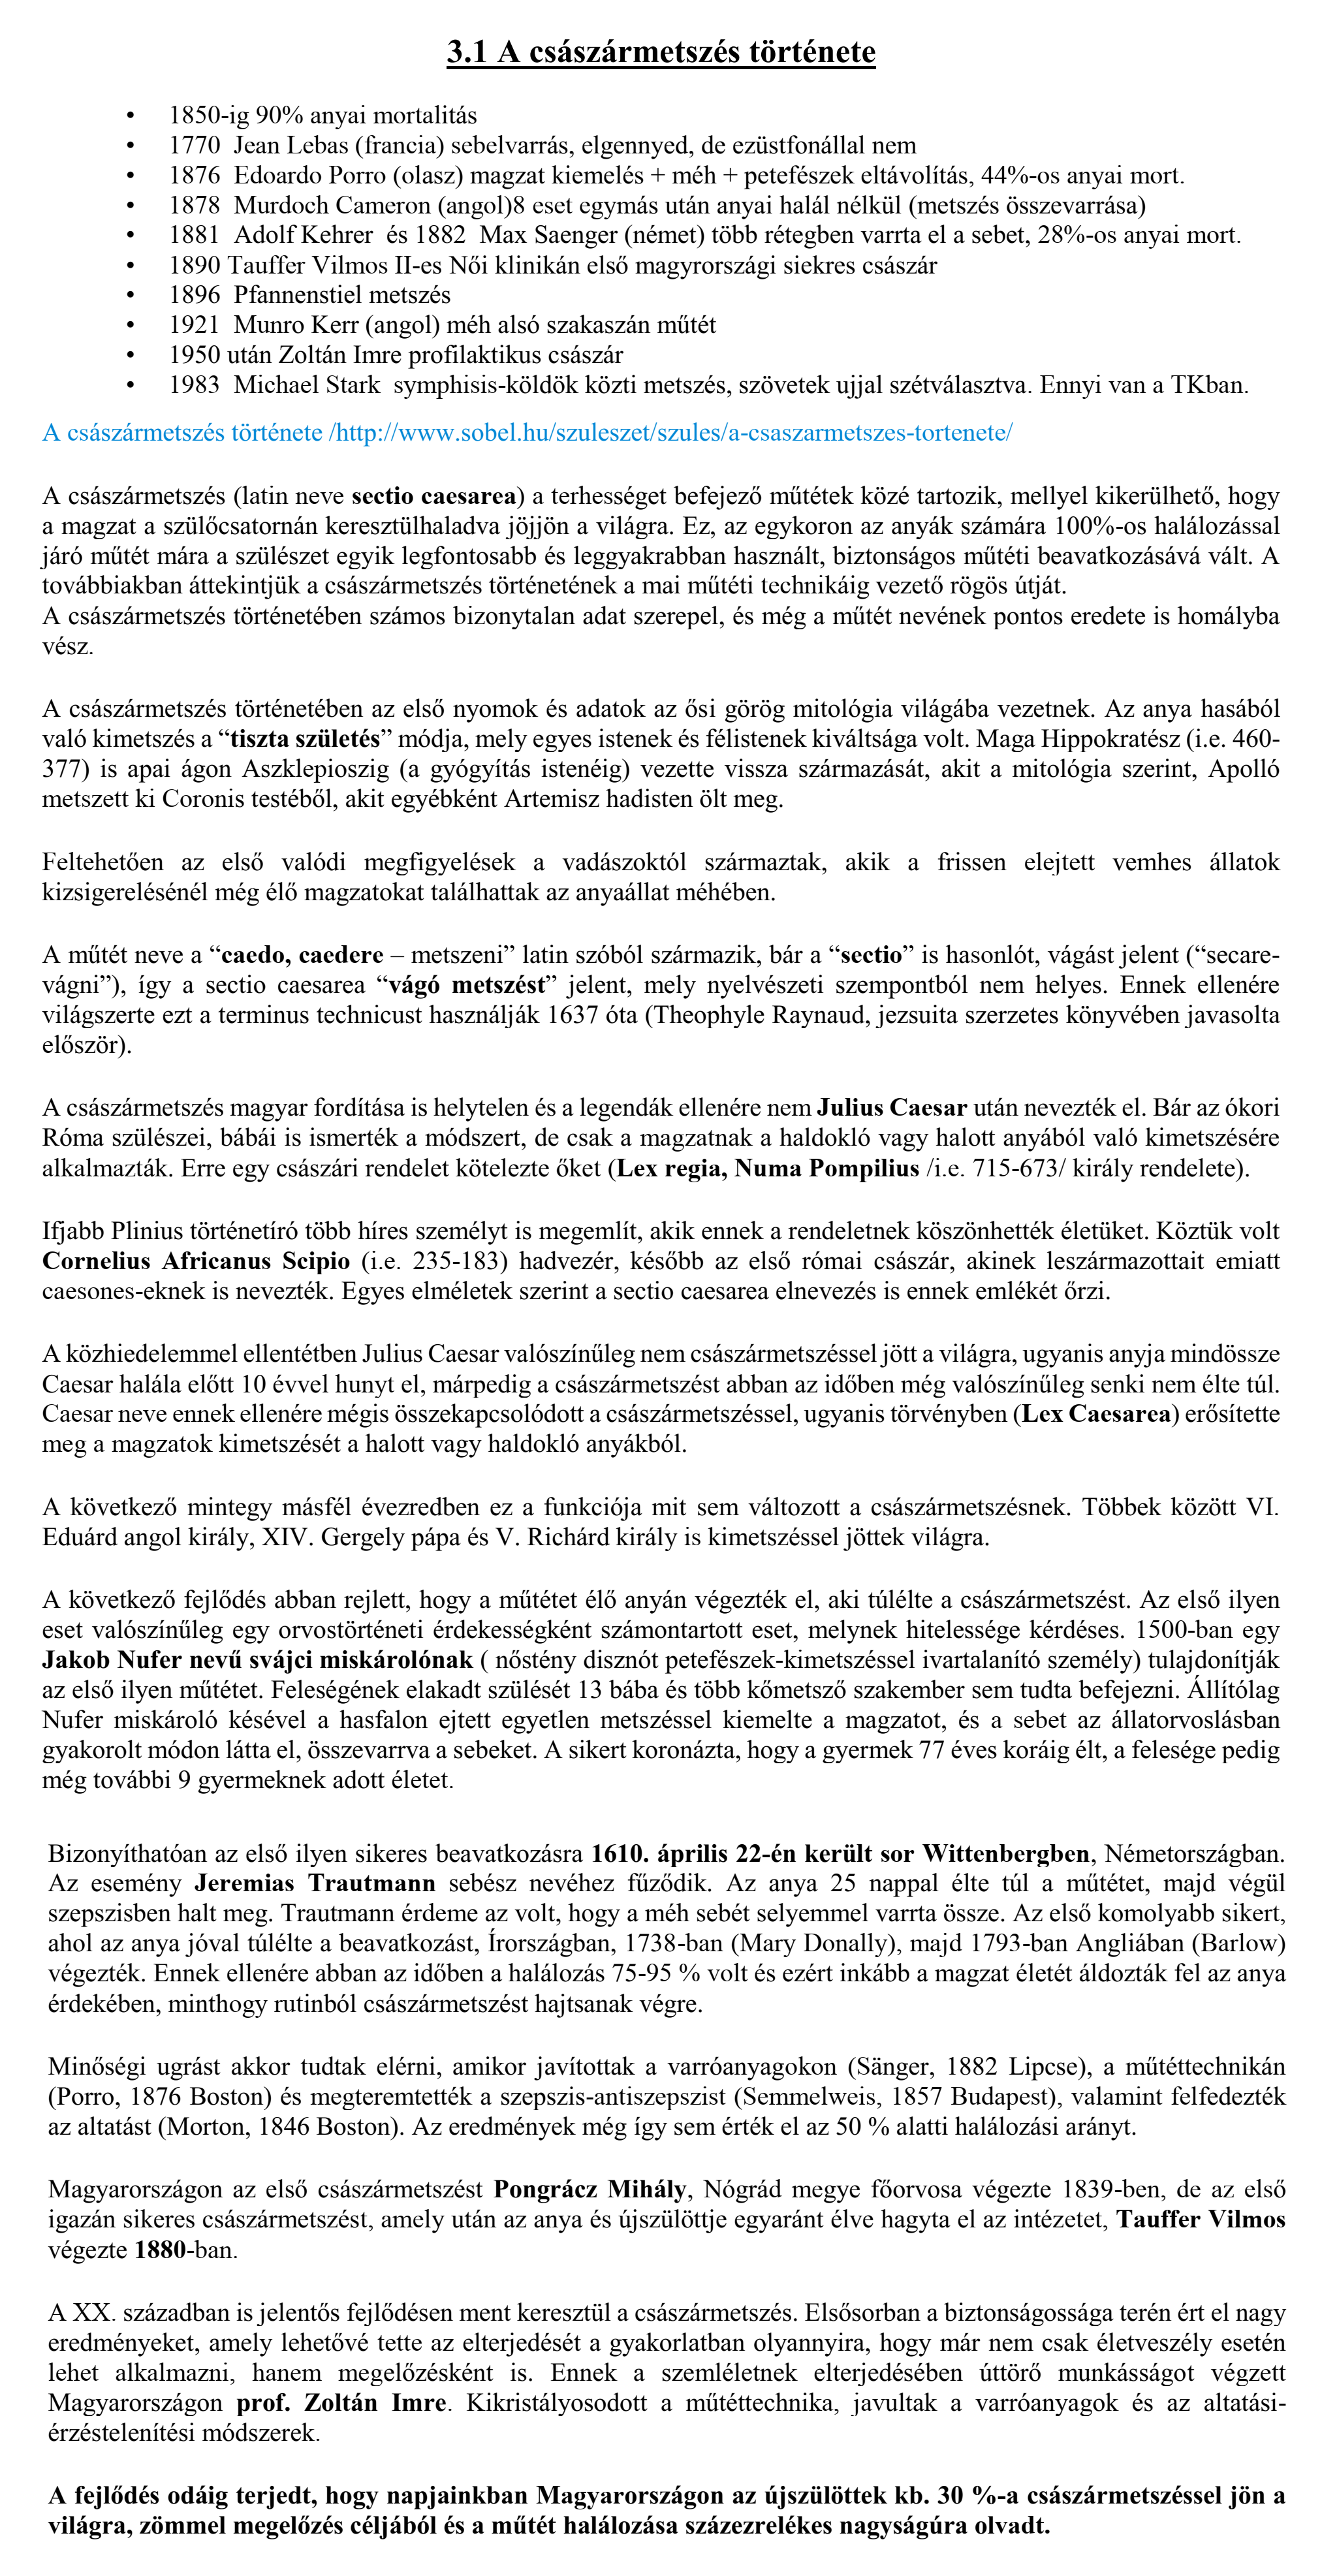 3.1 A császármetszés története
• 1850-ig 90% anyai mortalitás
• 1770 Jean Lebas (francia) sebelvarrás, elgennyed, de ezüstfonállal nem
• 1876 Edoardo Porro (olasz) magzat kiemelés + méh + petefészek eltávolítás, 44%-os anyai mort.
• 1878 Murdoch Cameron (angol)8 eset egymás után anyai halál nélkül (metszés összevarrása)
• 1881 Adolf Kehrer és 1882 Max Saenger (német) több rétegben varrta el a sebet, 28%-os anyai mort.
• 1890 Tauffer Vilmos II-es Női klinikán első magyrországi siekres császár
• 1896 Pfannenstiel metszés
• 1921 Munro Kerr (angol) méh alsó szakaszán műtét
• 1950 után Zoltán Imre profilaktikus császár
• 1983 Michael Stark symphisis-köldök közti metszés, szövetek ujjal szétválasztva. Ennyi van a TKban.
A császármetszés története /http://www.sobel.hu/szuleszet/szules/a-csaszarmetszes-tortenete/
A császármetszés (latin neve sectio caesarea) a terhességet befejező műtétek közé tartozik, mellyel kikerülhető, hogy
a magzat a szülőcsatornán keresztülhaladva jöjjön a világra. Ez, az egykoron az anyák számára 100%-os halálozással
járó műtét mára a szülészet egyik legfontosabb és leggyakrabban használt, biztonságos műtéti beavatkozásává vált. A
továbbiakban áttekintjük a császármetszés történetének a mai műtéti technikáig vezető rögös útját.
A császármetszés történetében számos bizonytalan adat szerepel, és még a műtét nevének pontos eredete is homályba
vész.
A császármetszés történetében az első nyomok és adatok az ősi görög mitológia világába vezetnek. Az anya hasából
való kimetszés a “tiszta születés” módja, mely egyes istenek és félistenek kiváltsága volt. Maga Hippokratész (i.e. 460-
377) is apai ágon Aszklepioszig (a gyógyítás istenéig) vezette vissza származását, akit a mitológia szerint, Apolló
metszett ki Coronis testéből, akit egyébként Artemisz hadisten ölt meg.
Feltehetően az első valódi megfigyelések a vadászoktól származtak, akik a frissen elejtett vemhes állatok
kizsigerelésénél még élő magzatokat találhattak az anyaállat méhében.
A műtét neve a “caedo, caedere – metszeni” latin szóból származik, bár a “sectio” is hasonlót, vágást jelent (“secare-
vágni”), így a sectio caesarea “vágó metszést” jelent, mely nyelvészeti szempontból nem helyes. Ennek ellenére
világszerte ezt a terminus technicust használják 1637 óta (Theophyle Raynaud, jezsuita szerzetes könyvében javasolta
először).
A császármetszés magyar fordítása is helytelen és a legendák ellenére nem Julius Caesar után nevezték el. Bár az ókori
Róma szülészei, bábái is ismerték a módszert, de csak a magzatnak a haldokló vagy halott anyából való kimetszésére
alkalmazták. Erre egy császári rendelet kötelezte őket (Lex regia, Numa Pompilius /i.e. 715-673/ király rendelete).
Ifjabb Plinius történetíró több híres személyt is megemlít, akik ennek a rendeletnek köszönhették életüket. Köztük volt
Cornelius Africanus Scipio (i.e. 235-183) hadvezér, később az első római császár, akinek leszármazottait emiatt
caesones-eknek is nevezték. Egyes elméletek szerint a sectio caesarea elnevezés is ennek emlékét őrzi.
A közhiedelemmel ellentétben Julius Caesar valószínűleg nem császármetszéssel jött a világra, ugyanis anyja mindössze
Caesar halála előtt 10 évvel hunyt el, márpedig a császármetszést abban az időben még valószínűleg senki nem élte túl.
Caesar neve ennek ellenére mégis összekapcsolódott a császármetszéssel, ugyanis törvényben (Lex Caesarea) erősítette
meg a magzatok kimetszését a halott vagy haldokló anyákból.
A következő mintegy másfél évezredben ez a funkciója mit sem változott a császármetszésnek. Többek között VI.
Eduárd angol király, XIV. Gergely pápa és V. Richárd király is kimetszéssel jöttek világra.
A következő fejlődés abban rejlett, hogy a műtétet élő anyán végezték el, aki túlélte a császármetszést. Az első ilyen
eset valószínűleg egy orvostörténeti érdekességként számontartott eset, melynek hitelessége kérdéses. 1500-ban egy
Jakob Nufer nevű svájci miskárolónak ( nőstény disznót petefészek-kimetszéssel ivartalanító személy) tulajdonítják
az első ilyen műtétet. Feleségének elakadt szülését 13 bába és több kőmetsző szakember sem tudta befejezni. Állítólag
Nufer miskároló késével a hasfalon ejtett egyetlen metszéssel kiemelte a magzatot, és a sebet az állatorvoslásban
gyakorolt módon látta el, összevarrva a sebeket. A sikert koronázta, hogy a gyermek 77 éves koráig élt, a felesége pedig
még további 9 gyermeknek adott életet.
Bizonyíthatóan az első ilyen sikeres beavatkozásra 1610. április 22-én került sor Wittenbergben, Németországban.
Az esemény Jeremias Trautmann sebész nevéhez fűződik. Az anya 25 nappal élte túl a műtétet, majd végül
szepszisben halt meg. Trautmann érdeme az volt, hogy a méh sebét selyemmel varrta össze. Az első komolyabb sikert,
ahol az anya jóval túlélte a beavatkozást, Írországban, 1738-ban (Mary Donally), majd 1793-ban Angliában (Barlow)
végezték. Ennek ellenére abban az időben a halálozás 75-95 % volt és ezért inkább a magzat életét áldozták fel az anya
érdekében, minthogy rutinból császármetszést hajtsanak végre.
Minőségi ugrást akkor tudtak elérni, amikor javítottak a varróanyagokon (Sänger, 1882 Lipcse), a műtéttechnikán
(Porro, 1876 Boston) és megteremtették a szepszis-antiszepszist (Semmelweis, 1857 Budapest), valamint felfedezték
az altatást (Morton, 1846 Boston). Az eredmények még így sem érték el az 50 % alatti halálozási arányt.
Magyarországon az első császármetszést Pongrácz Mihály, Nógrád megye főorvosa végezte 1839-ben, de az első
igazán sikeres császármetszést, amely után az anya és újszülöttje egyaránt élve hagyta el az intézetet, Tauffer Vilmos
végezte 1880-ban.
A XX. században is jelentős fejlődésen ment keresztül a császármetszés. Elsősorban a biztonságossága terén ért el nagy
eredményeket, amely lehetővé tette az elterjedését a gyakorlatban olyannyira, hogy már nem csak életveszély esetén
lehet alkalmazni, hanem megelőzésként is. Ennek a szemléletnek elterjedésében úttörő munkásságot végzett
Magyarországon prof. Zoltán Imre. Kikristályosodott a műtéttechnika, javultak a varróanyagok és az altatási-
érzéstelenítési módszerek.
A fejlődés odáig terjedt, hogy napjainkban Magyarországon az újszülöttek kb. 30 %-a császármetszéssel jön a
világra, zömmel megelőzés céljából és a műtét halálozása százezrelékes nagyságúra olvadt.